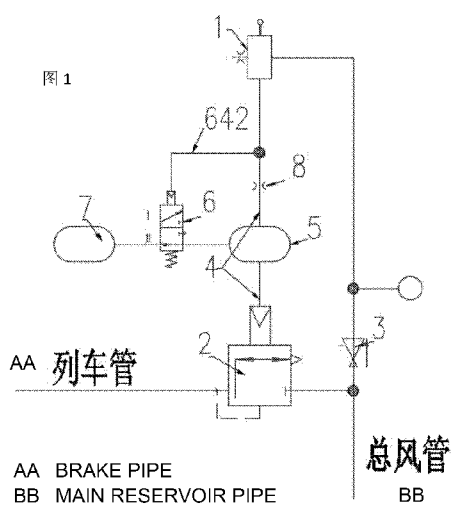 1
图 1
642
8
7
6
5
4
3
2
AA 列车管
总风管
AA BRAKE PIPE
BB MAIN RESERVOIR PIPE
BB